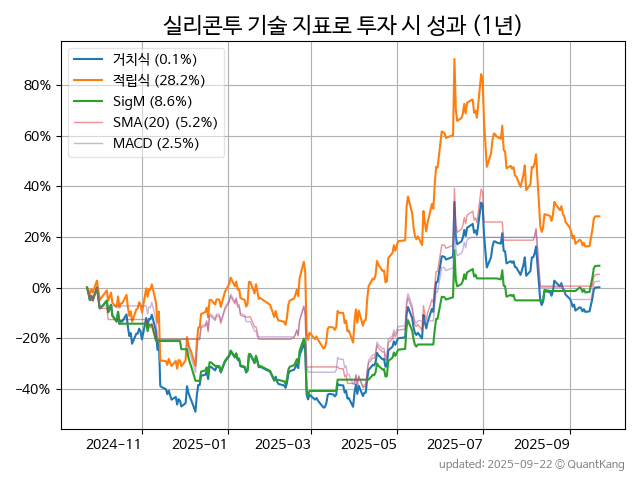 실리콘투 기술 지표로 투자 시 성과 (1년)
거치식 (0.1%)
적립식 (28.2%)
SigM (8.6%)
SMA(20) (5.2%)
MACD (2.5%)
80%
60%
40%
20%
0%
−20%
−40%
2024-11 2025-01 2025-03 2025-05 2025-07 2025-09
updated: 2025-09-22 © QuantKang